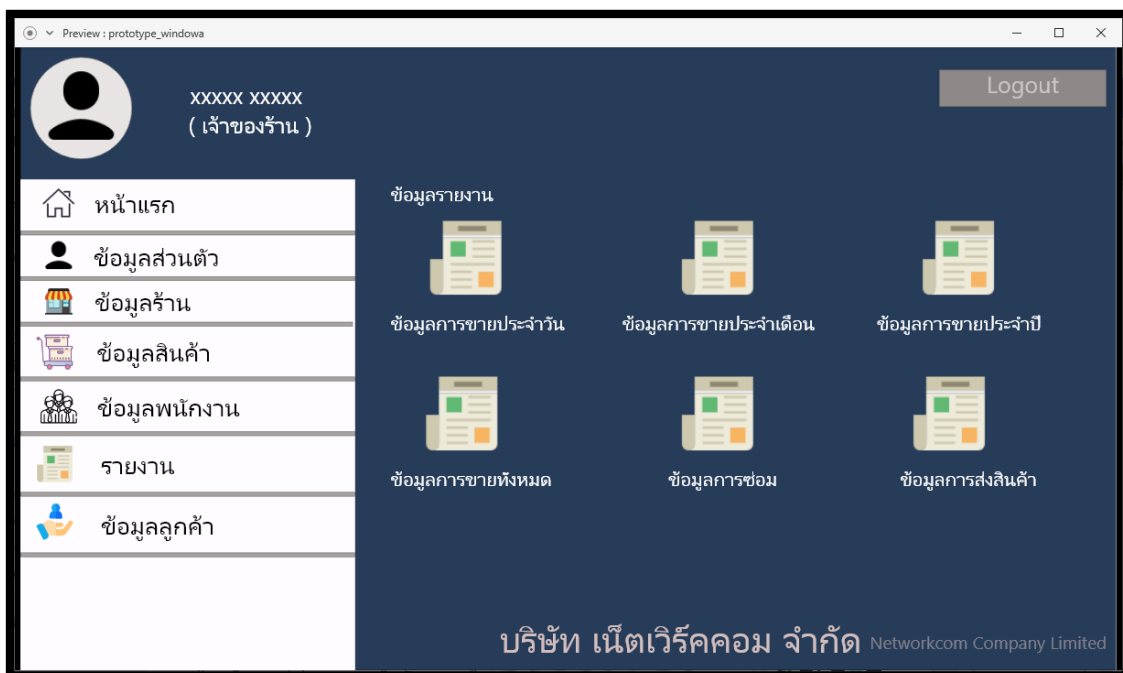 Preview : prototype_windowa
xxxxx xxxxx
( เจ้าของร้าน )
Logout
หน้าแรก
ข้อมูลส่วนตัว
ข้อมูลร้าน
ข้อมูลสินค้า
ข้อมูลพนักงาน
รายงาน
ข้อมูลลูกค้า
ข้อมูลรายงาน
ข้อมูลการขายประจำวัน
ข้อมูลการขายประจำเดือน
ข้อมูลการขายประจำปี
ข้อมูลการขายทั้งหมด
ข้อมูลการซ่อม
ข้อมูลการส่งสินค้า
บริษัท เน็ตเวิร์คคอม จำกัด Networkcom Company Limited